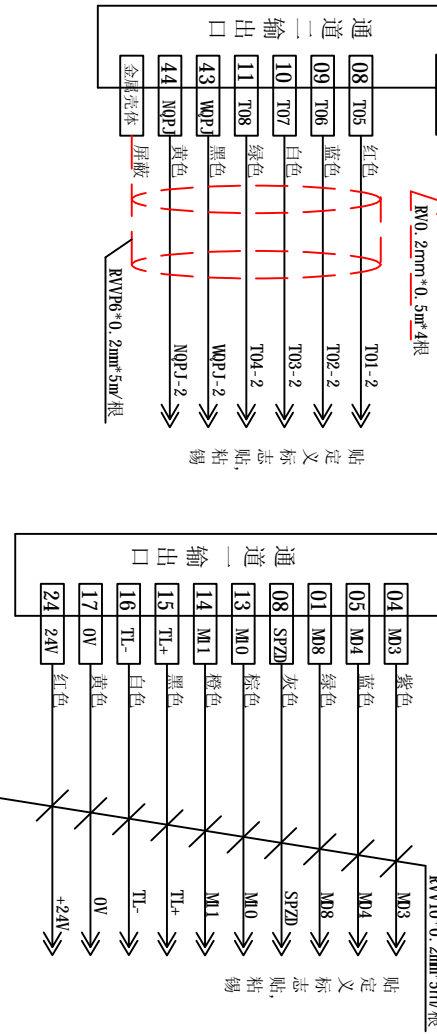 RV0.2mm*0.5m*4根
通道二输出口
08 T05 红色 T01-2
09 T06 蓝色 T02-2
10 T07 白色 T03-2
11 T08 绿色 T04-2
43 WQPJ 黑色 WQPJ-2
44 NQPJ 黄色 NQPJ-2
金属壳体 屏蔽
RVVP6*0.2mm*5m/根
贴定义标志贴,粘锡
通道一输出口
04 MD3 紫色 MD3
05 MD4 蓝色 MD4
01 MD8 绿色 MD8
08 SPZD 灰色 SPZD
13 M10 棕色 M10
14 M11 橙色 M11
15 TL+ 黑色 TL+
16 TL- 白色 TL-
17 0V 黄色 0V
24 24V 红色 +24V
贴定义标志贴,粘锡